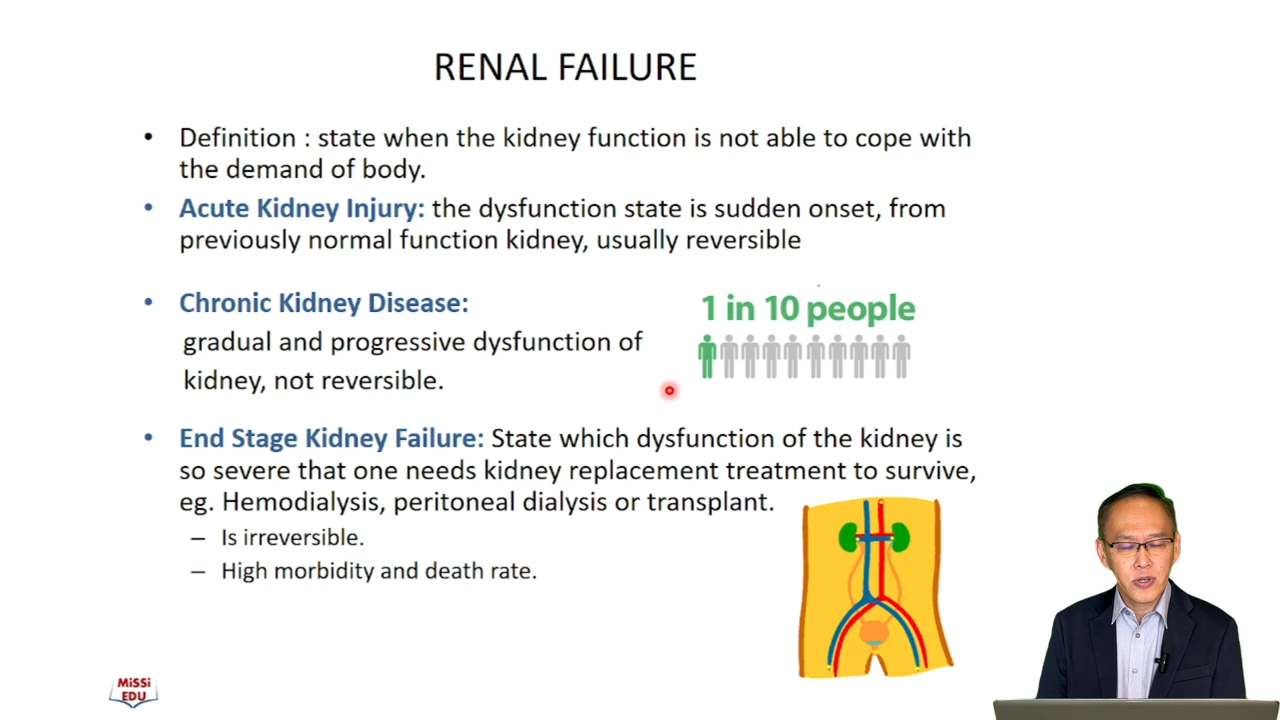 RENAL FAILURE
• Definition : state when the kidney function is not able to cope with
the demand of body.
• Acute Kidney Injury: the dysfunction state is sudden onset, from
previously normal function kidney, usually reversible
• Chronic Kidney Disease:
gradual and progressive dysfunction of
kidney, not reversible.
1 in 10 people
• End Stage Kidney Failure: State which dysfunction of the kidney is
so severe that one needs kidney replacement treatment to survive,
eg. Hemodialysis, peritoneal dialysis or transplant.
– Is irreversible.
– High morbidity and death rate.
MiSSi
EDU